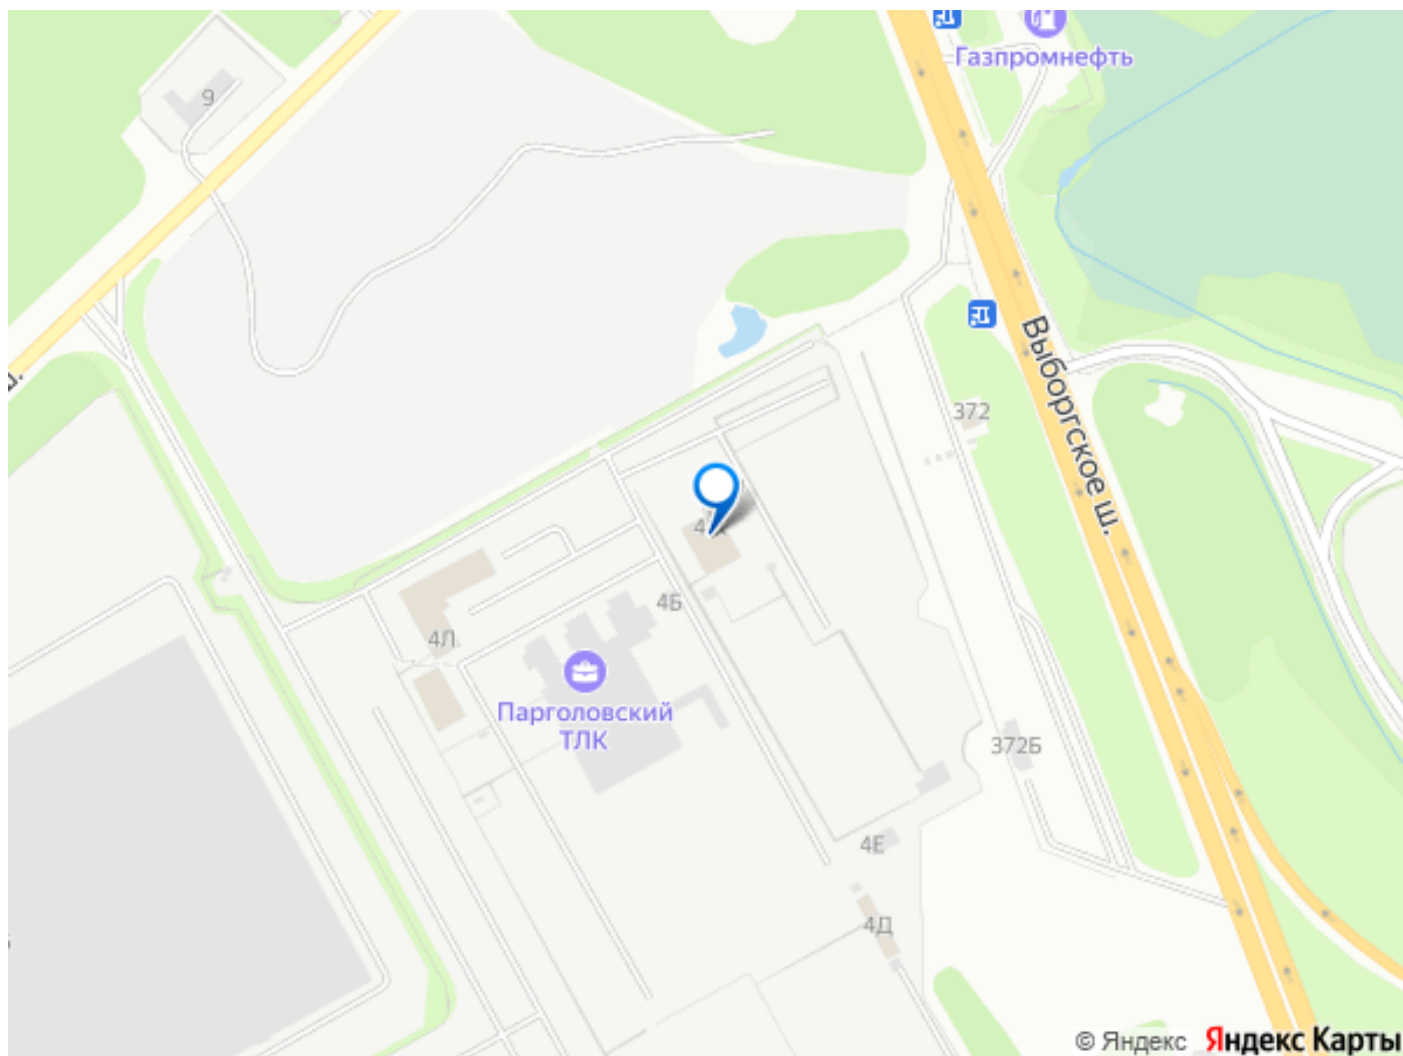 Газпромнефть
9
Выборгское ш.
372
ш.
4Б
4Л
Парголовский
ТЛК
372Б
4Е
4Д
© Яндекс Яндекс Карты